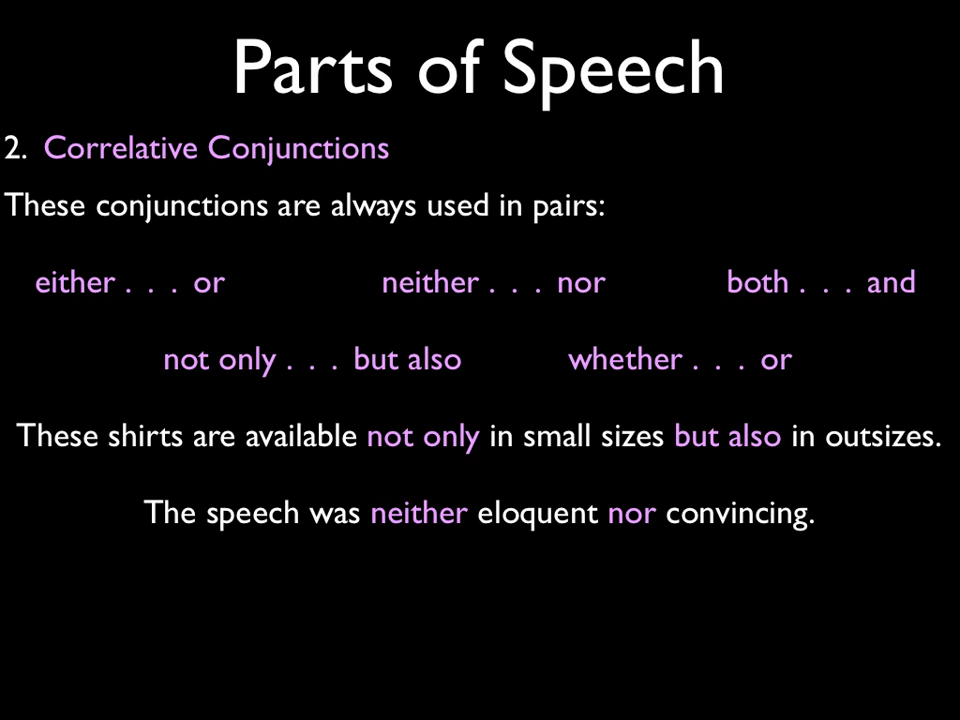 Parts of Speech
2. Correlative Conjunctions
These conjunctions are always used in pairs:
either . . . or neither . . . nor both . . . and
not only . . . but also whether . . . or
These shirts are available not only in small sizes but also in outsizes.
The speech was neither eloquent nor convincing.